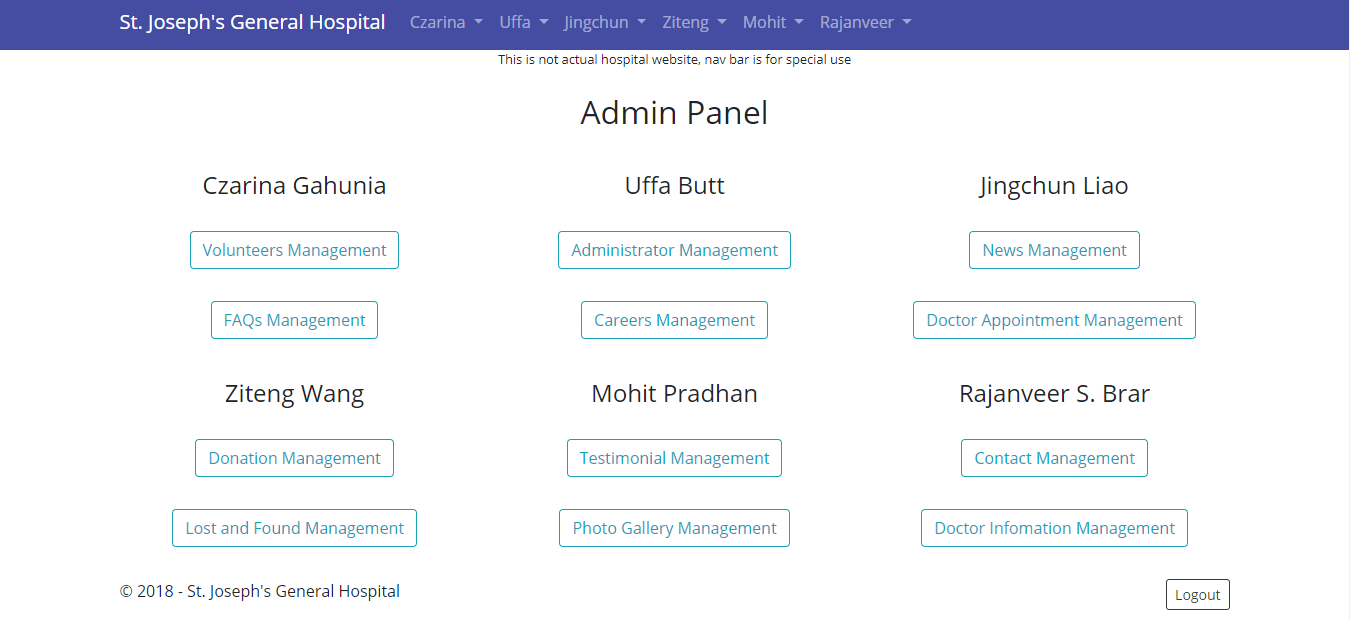 St. Joseph's General Hospital Czarina Uffa Jingchun Ziteng Mohit Rajanveer
This is not actual hospital website, nav bar is for special use
Admin Panel
Czarina Gahunia Uffa Butt Jingchun Liao
Volunteers Management Administrator Management News Management
FAQs Management Careers Management Doctor Appointment Management
Ziteng Wang Mohit Pradhan Rajanveer S. Brar
Donation Management Testimonial Management Contact Management
Lost and Found Management Photo Gallery Management Doctor Infomation Management
© 2018 - St. Joseph's General Hospital Logout